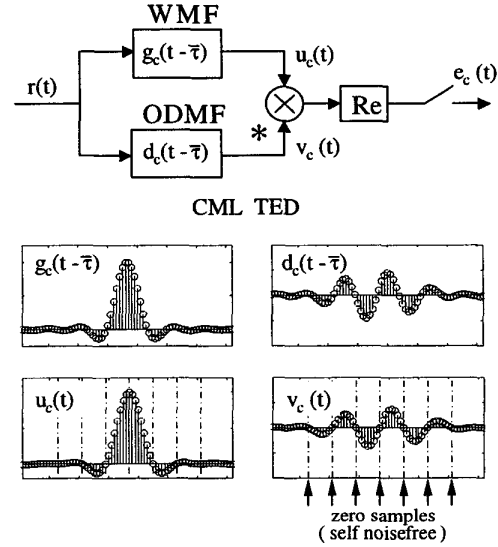 WMF
g_c(t - τ̄)
u_c(t)
r(t)
e_c(t)
Re
ODMF
*
d_c(t - τ̄)
v_c(t)
CML TED
g_c(t - τ̄)
d_c(t - τ̄)
u_c(t)
v_c(t)
zero samples
( self noisefree )